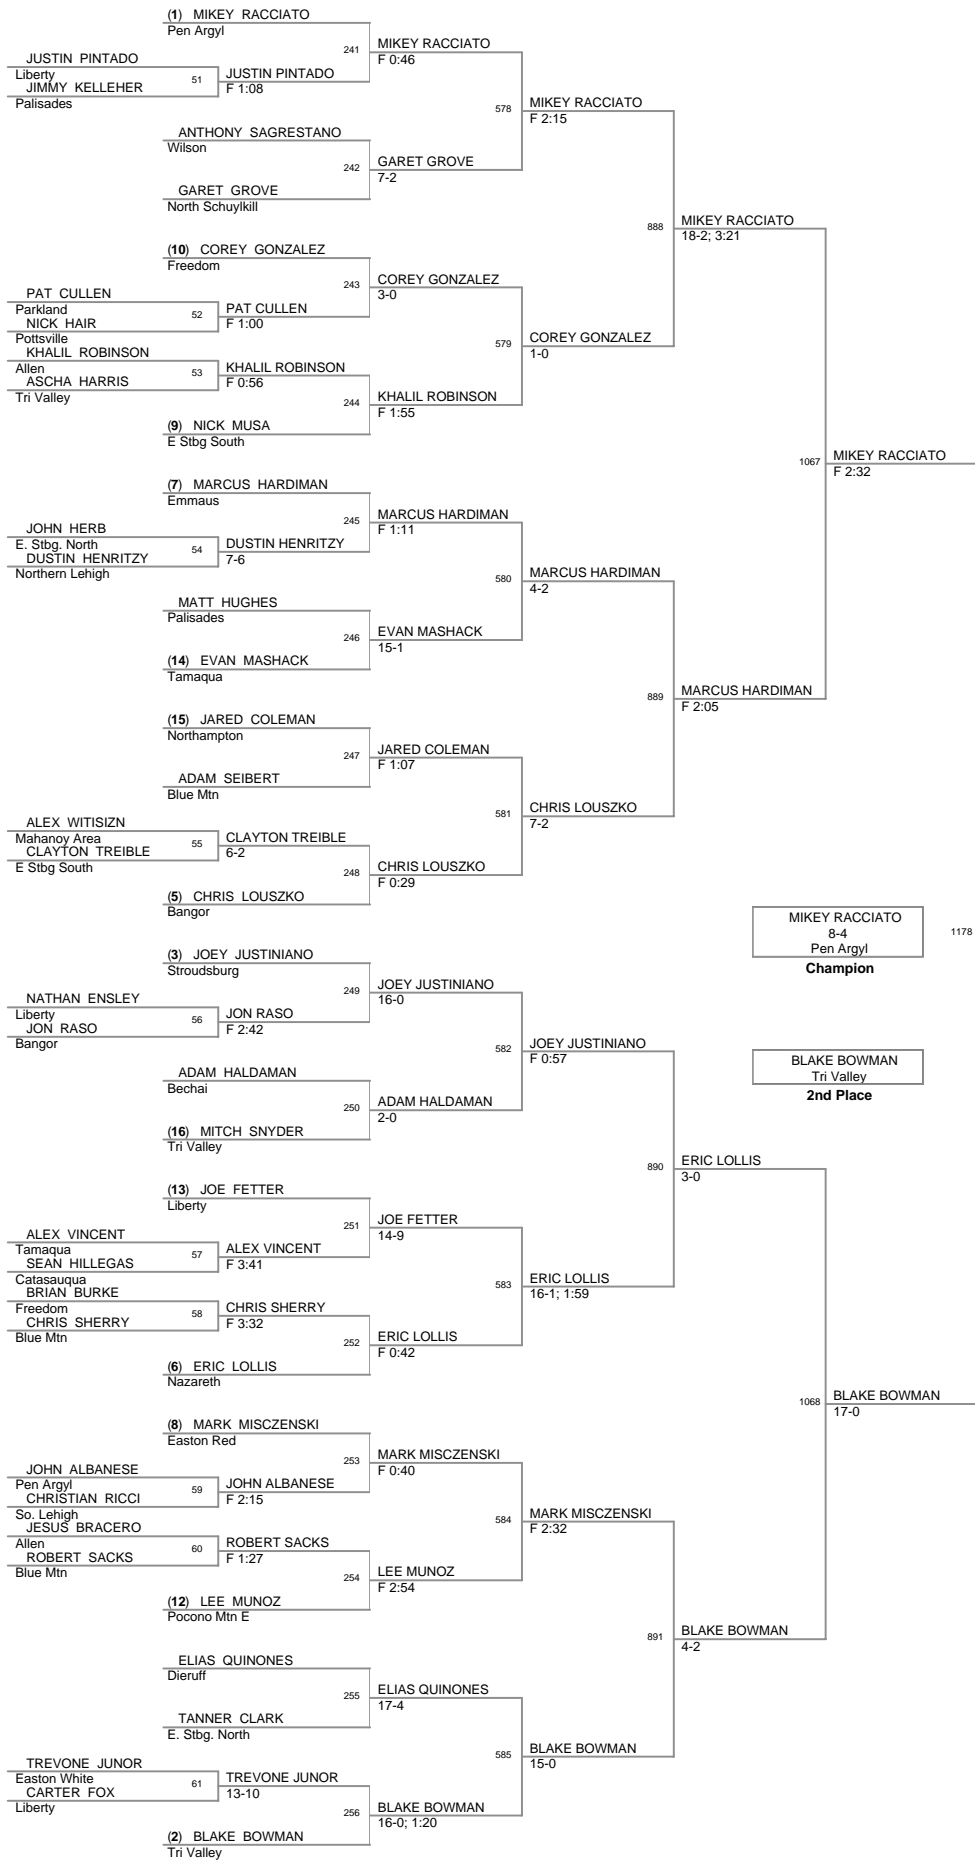 (1) MIKEY RACCIATO
Pen Argyl
241
MIKEY RACCIATO
F 0:46
JUSTIN PINTADO
Liberty
51
JUSTIN PINTADO
F 1:08
JIMMY KELLEHER
Palisades
578
MIKEY RACCIATO
F 2:15
ANTHONY SAGRESTANO
Wilson
242
GARET GROVE
7-2
GARET GROVE
North Schuylkill
888
MIKEY RACCIATO
18-2; 3:21
(10) COREY GONZALEZ
Freedom
243
COREY GONZALEZ
3-0
PAT CULLEN
Parkland
52
PAT CULLEN
F 1:00
NICK HAIR
Pottsville
579
COREY GONZALEZ
1-0
KHALIL ROBINSON
Allen
53
KHALIL ROBINSON
F 0:56
ASCHA HARRIS
Tri Valley
244
KHALIL ROBINSON
F 1:55
(9) NICK MUSA
E Stbg South
1067
MIKEY RACCIATO
F 2:32
(7) MARCUS HARDIMAN
Emmaus
245
MARCUS HARDIMAN
F 1:11
JOHN HERB
E. Stbg. North
54
DUSTIN HENRITZY
7-6
DUSTIN HENRITZY
Northern Lehigh
580
MARCUS HARDIMAN
4-2
MATT HUGHES
Palisades
246
EVAN MASHACK
15-1
(14) EVAN MASHACK
Tamaqua
889
MARCUS HARDIMAN
F 2:05
(15) JARED COLEMAN
Northampton
247
JARED COLEMAN
F 1:07
ADAM SEIBERT
Blue Mtn
581
CHRIS LOUSZKO
7-2
ALEX WITISIZN
Mahanoy Area
55
CLAYTON TREIBLE
6-2
CLAYTON TREIBLE
E Stbg South
248
CHRIS LOUSZKO
F 0:29
(5) CHRIS LOUSZKO
Bangor
MIKEY RACCIATO
8-4
Pen Argyl
Champion
1178
(3) JOEY JUSTINIANO
Stroudsburg
249
JOEY JUSTINIANO
16-0
NATHAN ENSLEY
Liberty
56
JON RASO
F 2:42
JON RASO
Bangor
582
JOEY JUSTINIANO
F 0:57
BLAKE BOWMAN
Tri Valley
2nd Place
ADAM HALDAMAN
Bechai
250
ADAM HALDAMAN
2-0
(16) MITCH SNYDER
Tri Valley
890
ERIC LOLLIS
3-0
(13) JOE FETTER
Liberty
251
JOE FETTER
14-9
ALEX VINCENT
Tamaqua
57
ALEX VINCENT
F 3:41
SEAN HILLEGAS
Catasauqua
583
ERIC LOLLIS
16-1; 1:59
BRIAN BURKE
Freedom
58
CHRIS SHERRY
F 3:32
CHRIS SHERRY
Blue Mtn
252
ERIC LOLLIS
F 0:42
(6) ERIC LOLLIS
Nazareth
1068
BLAKE BOWMAN
17-0
(8) MARK MISCZENSKI
Easton Red
253
MARK MISCZENSKI
F 0:40
JOHN ALBANESE
Pen Argyl
59
JOHN ALBANESE
F 2:15
CHRISTIAN RICCI
So. Lehigh
584
MARK MISCZENSKI
F 2:32
JESUS BRACERO
Allen
60
ROBERT SACKS
F 1:27
ROBERT SACKS
Blue Mtn
254
LEE MUNOZ
F 2:54
(12) LEE MUNOZ
Pocono Mtn E
891
BLAKE BOWMAN
4-2
ELIAS QUINONES
Dieruff
255
ELIAS QUINONES
17-4
TANNER CLARK
E. Stbg. North
585
BLAKE BOWMAN
15-0
TREVONE JUNOR
Easton White
61
TREVONE JUNOR
13-10
CARTER FOX
Liberty
256
BLAKE BOWMAN
16-0; 1:20
(2) BLAKE BOWMAN
Tri Valley